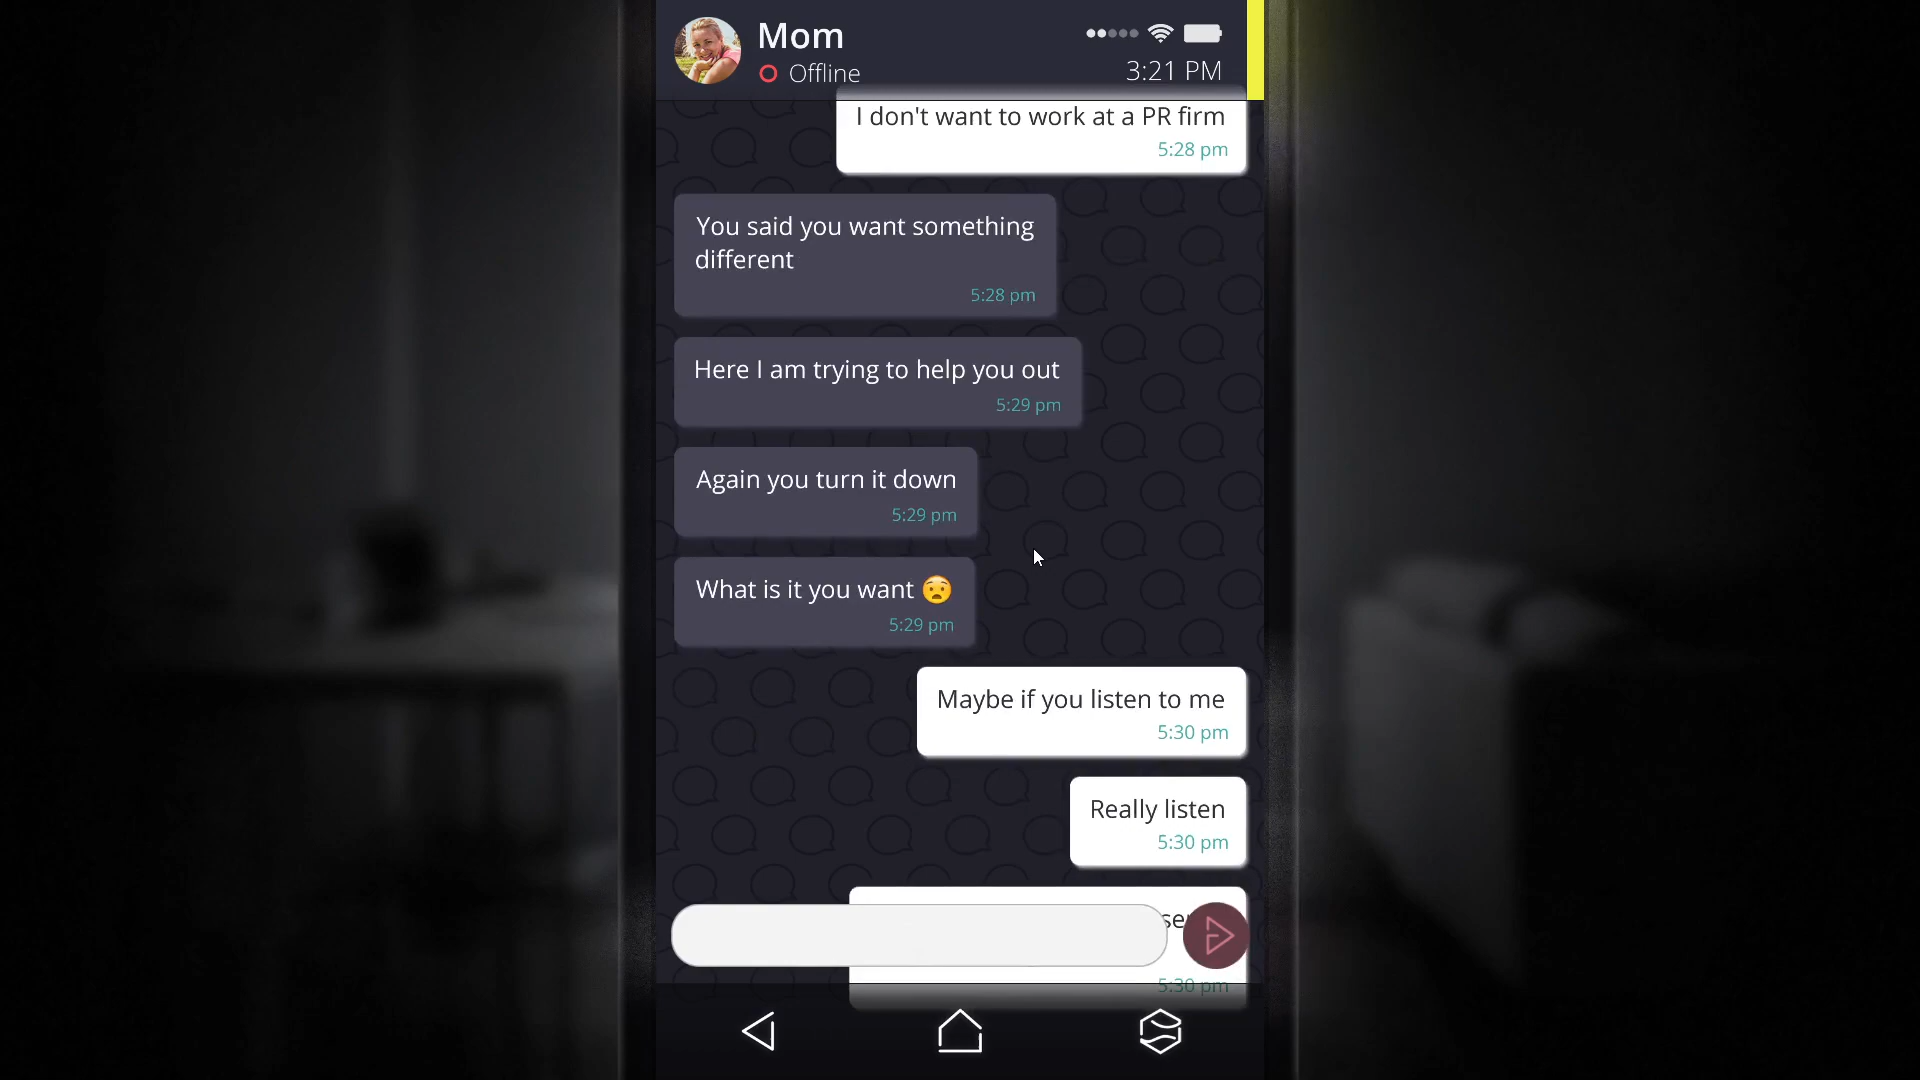 Mom
Offline
3:21 PM
I don't want to work at a PR firm
5:28 pm
You said you want something
different
5:28 pm
Here I am trying to help you out
5:29 pm
Again you turn it down
5:29 pm
What is it you want 😧
5:29 pm
Maybe if you listen to me
5:30 pm
Really listen
5:30 pm
5:30 pm